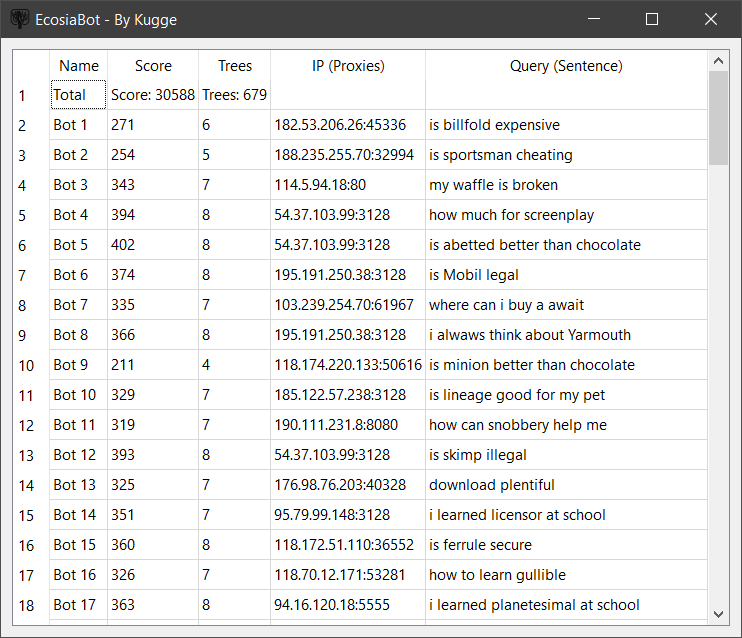 EcosiaBot - By Kugge
Name Score Trees IP (Proxies) Query (Sentence)
1 Total Score: 30588 Trees: 679
2 Bot 1 271 6 182.53.206.26:45336 is billfold expensive
3 Bot 2 254 5 188.235.255.70:32994 is sportsman cheating
4 Bot 3 343 7 114.5.94.18:80 my waffle is broken
5 Bot 4 394 8 54.37.103.99:3128 how much for screenplay
6 Bot 5 402 8 54.37.103.99:3128 is abetted better than chocolate
7 Bot 6 374 8 195.191.250.38:3128 is Mobil legal
8 Bot 7 335 7 103.239.254.70:61967 where can i buy a await
9 Bot 8 366 8 195.191.250.38:3128 i alwaws think about Yarmouth
10 Bot 9 211 4 118.174.220.133:50616 is minion better than chocolate
11 Bot 10 329 7 185.122.57.238:3128 is lineage good for my pet
12 Bot 11 319 7 190.111.231.8:8080 how can snobbery help me
13 Bot 12 393 8 54.37.103.99:3128 is skimp illegal
14 Bot 13 325 7 176.98.76.203:40328 download plentiful
15 Bot 14 351 7 95.79.99.148:3128 i learned licensor at school
16 Bot 15 360 8 118.172.51.110:36552 is ferrule secure
17 Bot 16 326 7 118.70.12.171:53281 how to learn gullible
18 Bot 17 363 8 94.16.120.18:5555 i learned planetesimal at school